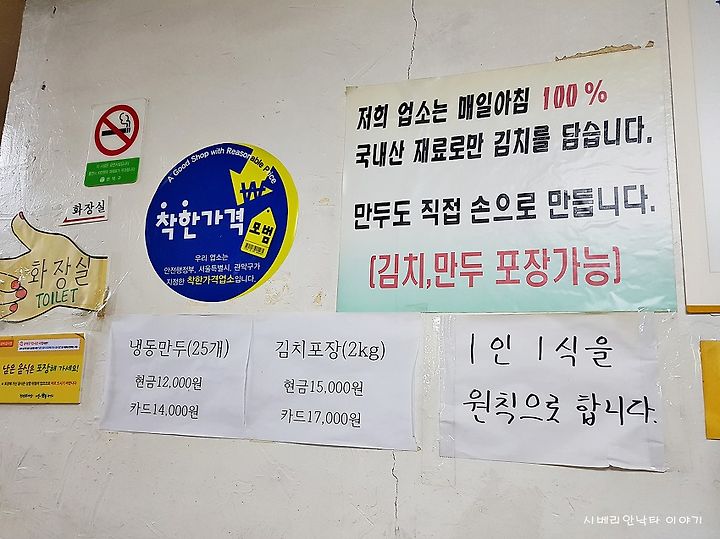 저희 업소는 매일아침 100%
국내산 재료로만 김치를 담습니다.
만두도 직접 손으로 만듭니다.
(김치,만두 포장가능)
A Good Shop with Reasonable Price
착한가격
모범
우리 업소는
안전행정부, 서울특별시, 관악구가
지정한 착한가격업소입니다.
화장실
화장실
TOILET
남은 음식은 포장해 가세요!
냉동만두(25개)
현금12,000원
카드14,000원
김치포장(2kg)
현금15,000원
카드17,000원
1인 1식을
원칙으로 합니다.
시베리안낙타 이야기